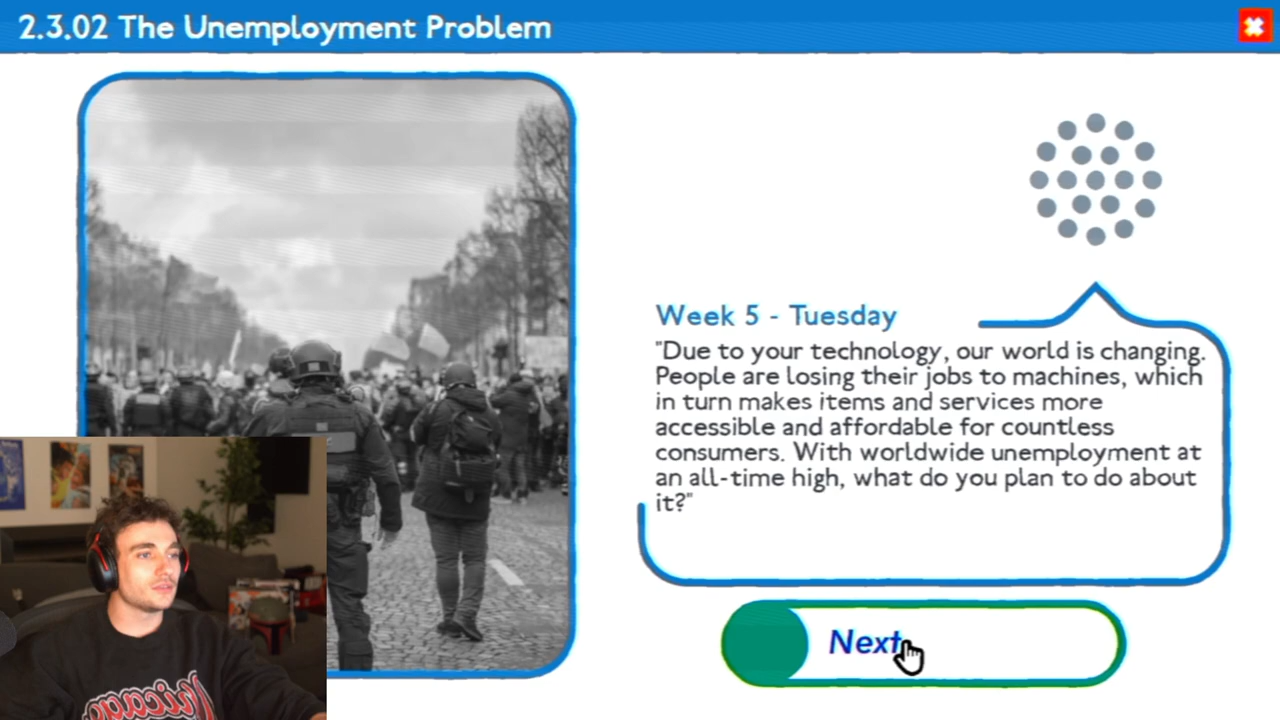 2.3.02 The Unemployment Problem
Week 5 - Tuesday
"Due to your technology, our world is changing.
People are losing their jobs to machines, which
in turn makes items and services more
accessible and affordable for countless
consumers. With worldwide unemployment at
an all-time high, what do you plan to do about
it?"
Next